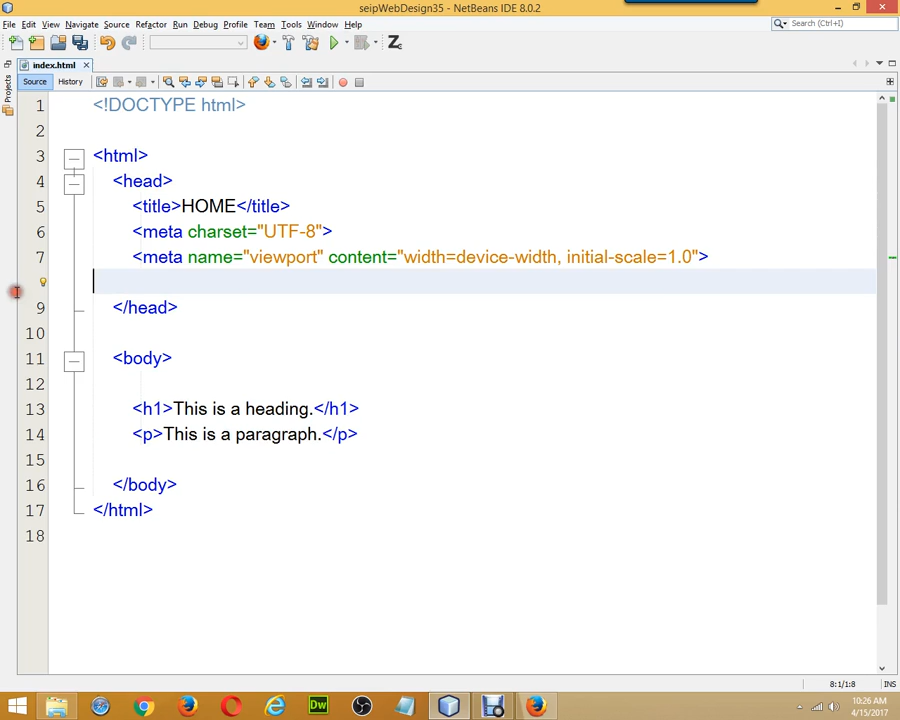 seipWebDesign35 - NetBeans IDE 8.0.2
File Edit View Navigate Source Refactor Run Debug Profile Team Tools Window Help
Search (Ctrl+I)
index.html
Projects
Source History
1 <!DOCTYPE html>
2
3 <html>
4 <head>
5 <title>HOME</title>
6 <meta charset="UTF-8">
7 <meta name="viewport" content="width=device-width, initial-scale=1.0">
9 </head>
10
11 <body>
12
13 <h1>This is a heading.</h1>
14 <p>This is a paragraph.</p>
15
16 </body>
17 </html>
18
8:1/1:8 INS
Dw
10:26 AM
4/15/2017